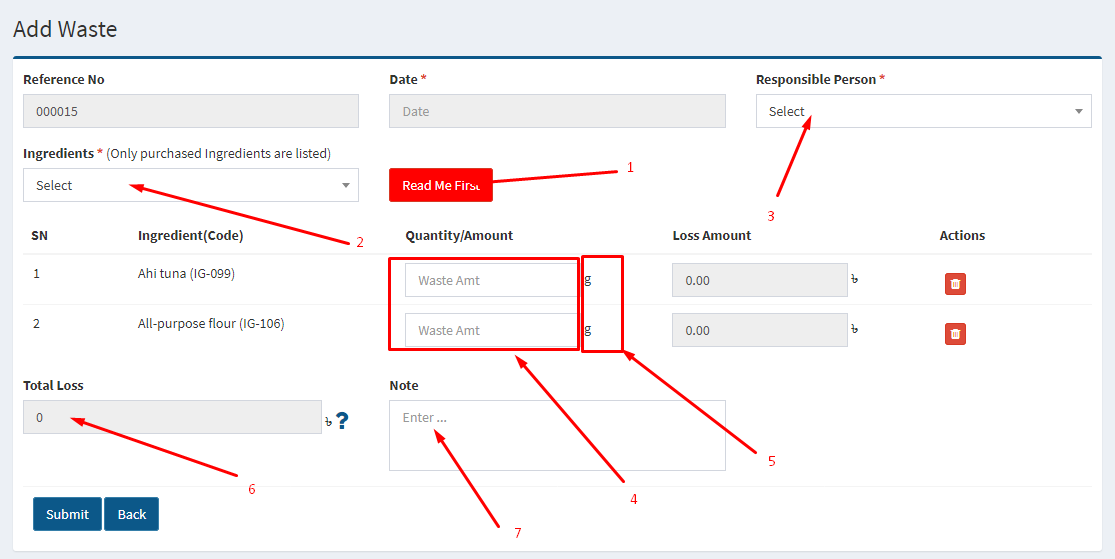 Add Waste
Reference No
Date *
Responsible Person *
000015
Date
Select
Ingredients * (Only purchased Ingredients are listed)
Select
Read Me First
1
2
3
SN
Ingredient(Code)
Quantity/Amount
Loss Amount
Actions
1
Ahi tuna (IG-099)
Waste Amt
g
0.00
৳
2
All-purpose flour (IG-106)
Waste Amt
g
0.00
৳
Total Loss
Note
0
৳ ?
Enter ...
5
6
4
7
Submit
Back